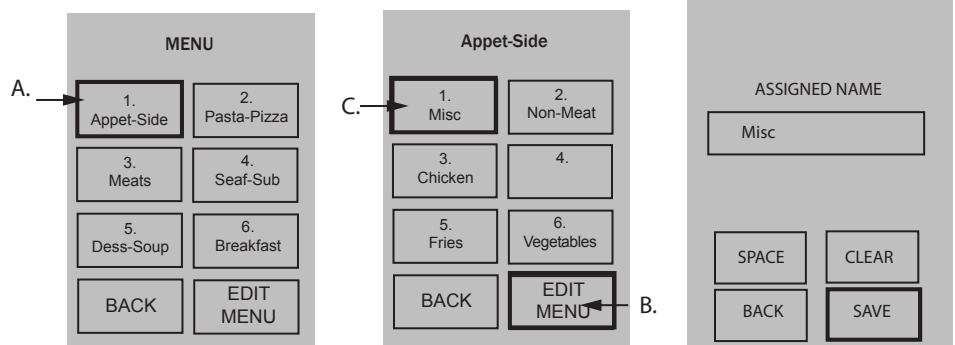 MENU
A.
1.
Appet-Side
2.
Pasta-Pizza
3.
Meats
4.
Seaf-Sub
5.
Dess-Soup
6.
Breakfast
BACK
EDIT
MENU
Appet-Side
C.
1.
Misc
2.
Non-Meat
3.
Chicken
4.
5.
Fries
6.
Vegetables
BACK
EDIT
MENU
B.
ASSIGNED NAME
Misc
SPACE
CLEAR
BACK
SAVE